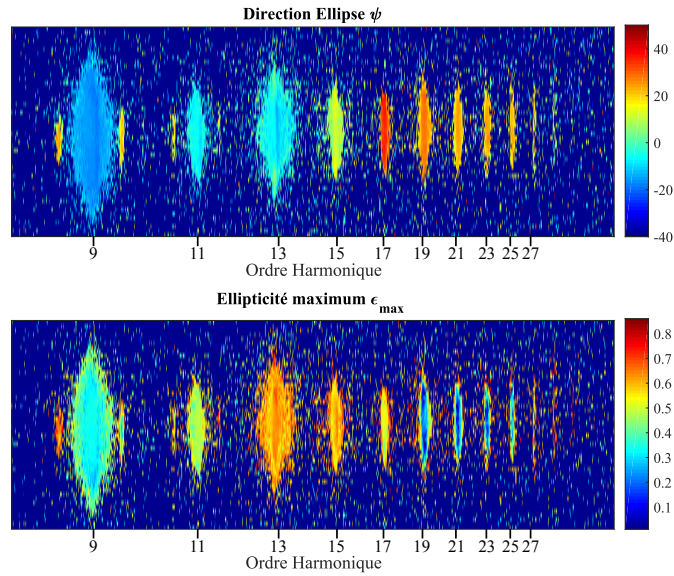 Direction Ellipse ψ
40
20
0
-20
-40
9 11 13 15 17 19 21 23 25 27
Ordre Harmonique
Ellipticité maximum ϵmax
0.8
0.7
0.6
0.5
0.4
0.3
0.2
0.1
9 11 13 15 17 19 21 23 25 27
Ordre Harmonique